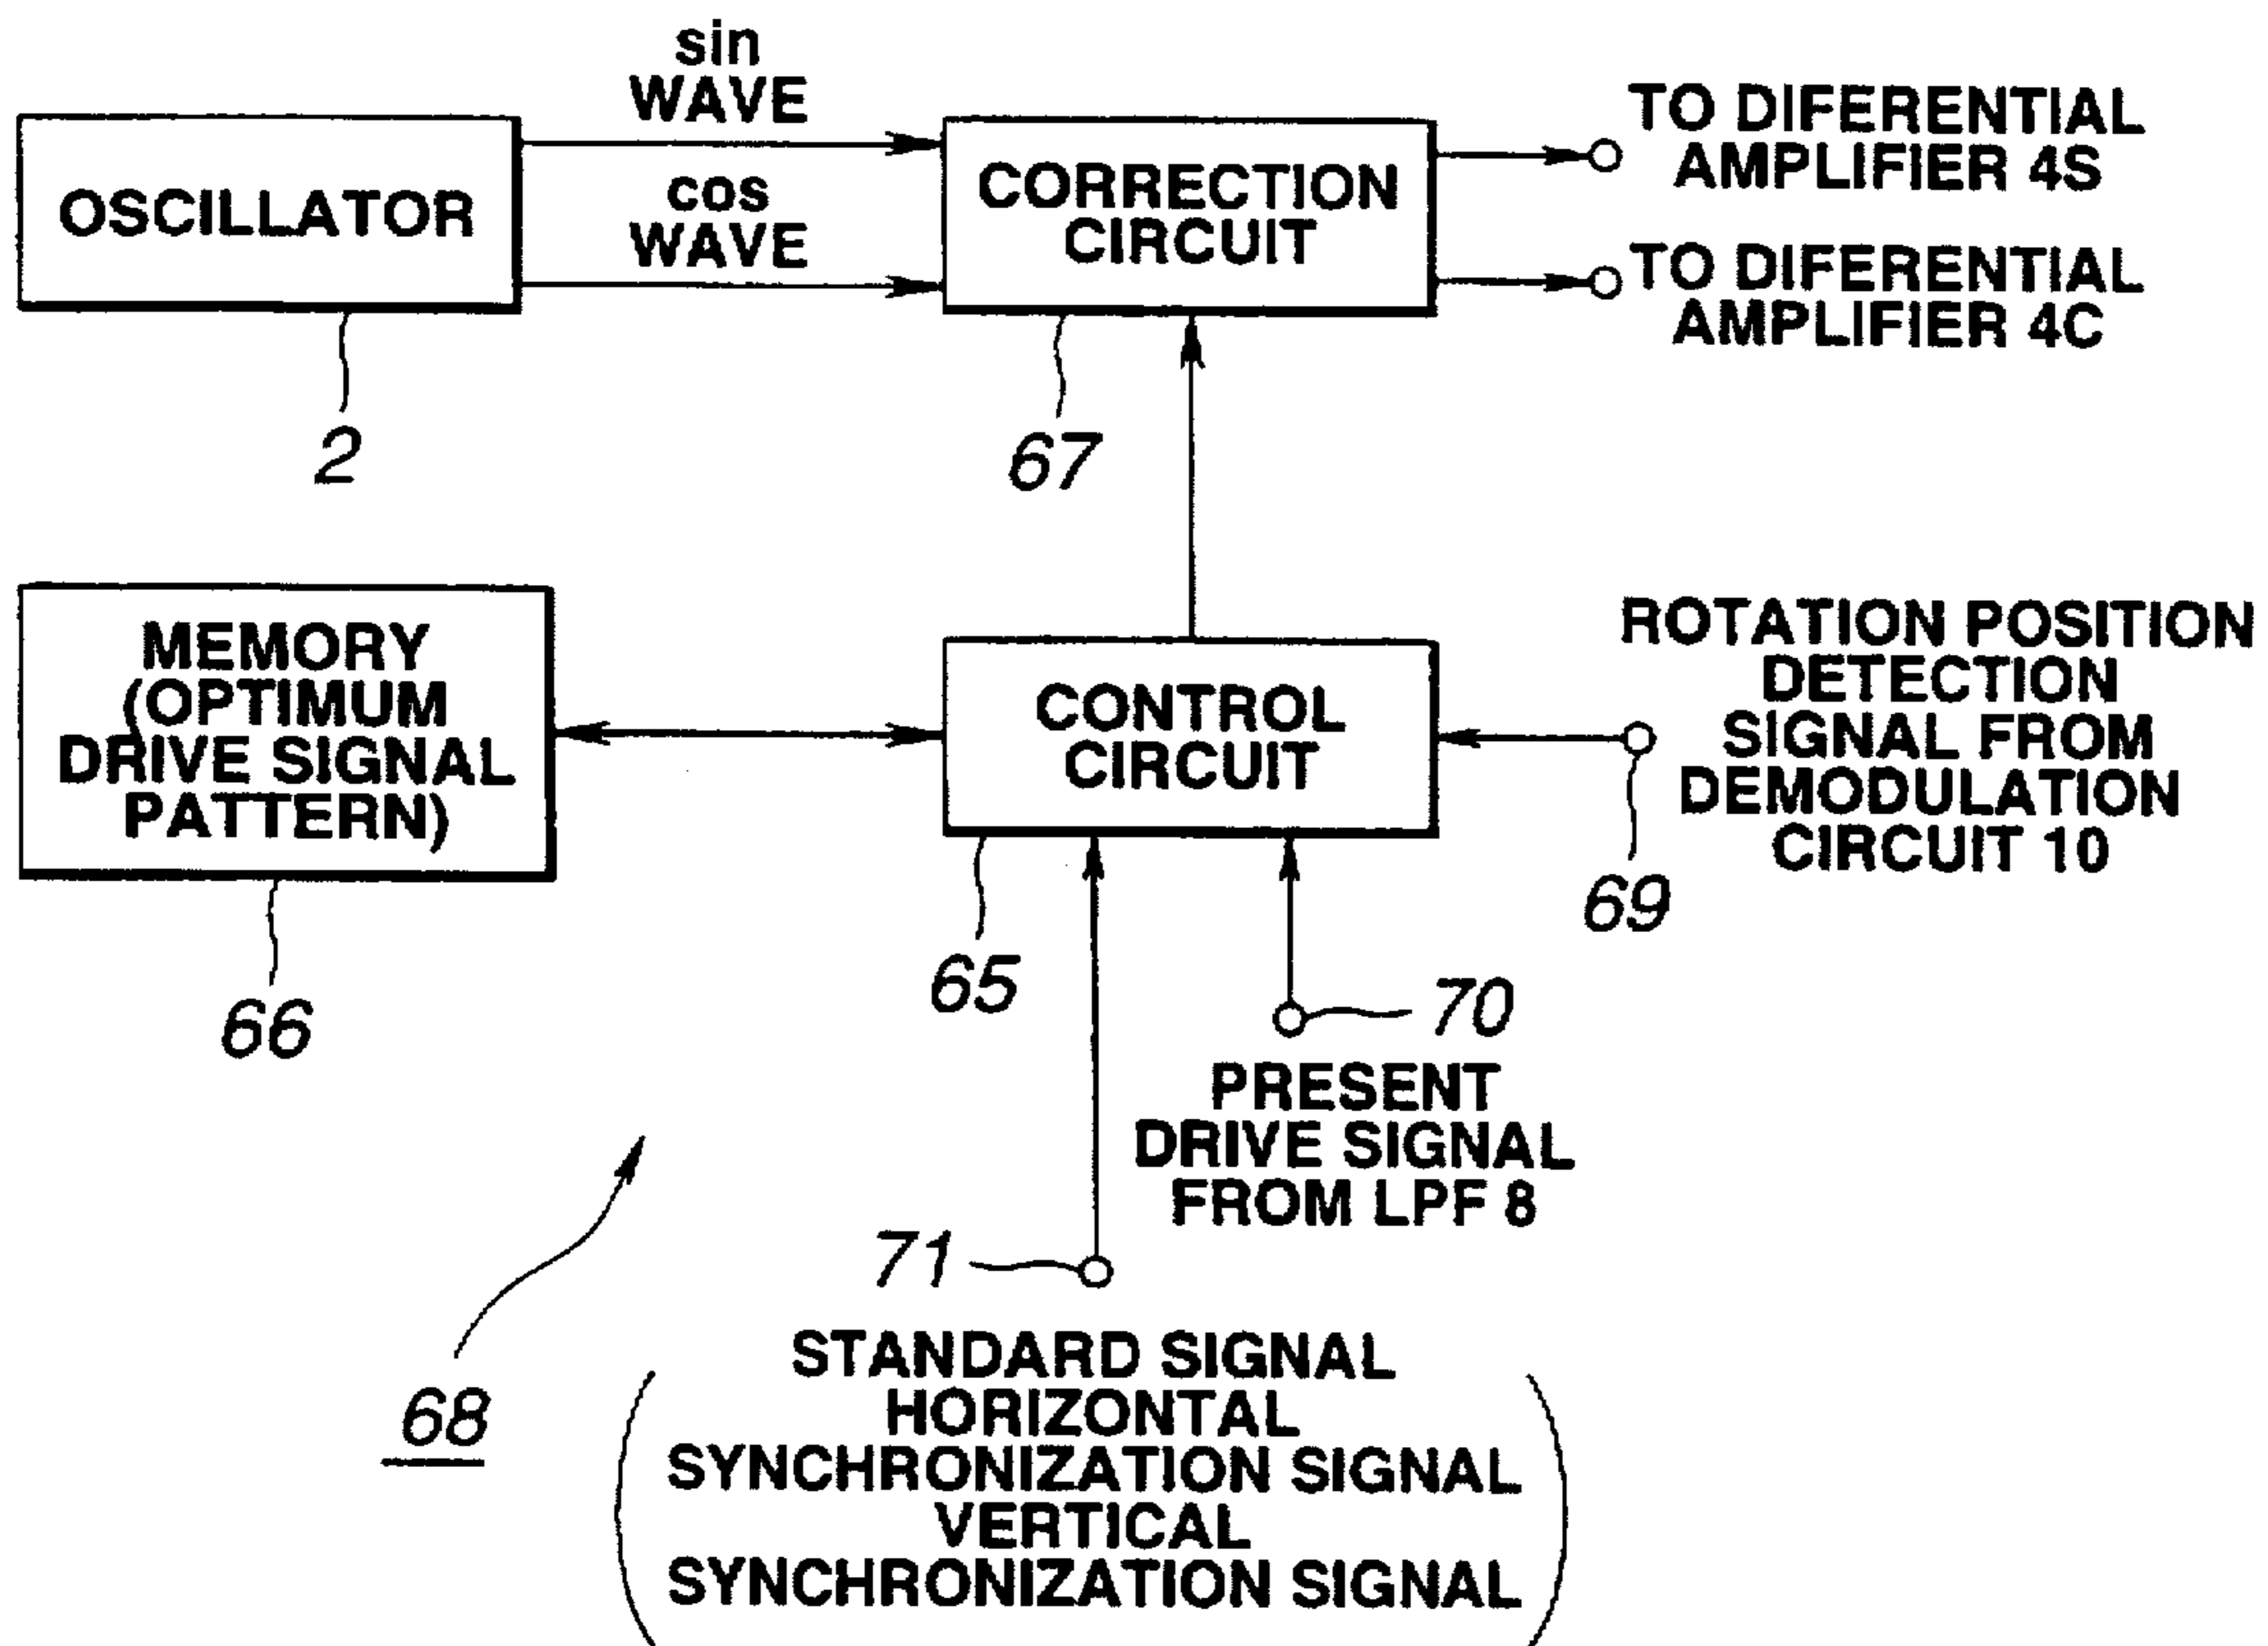 sin
WAVE
OSCILLATOR
cos
WAVE
CORRECTION
CIRCUIT
TO DIFERENTIAL
AMPLIFIER 4S
TO DIFERENTIAL
AMPLIFIER 4C
2
67
MEMORY
(OPTIMUM
DRIVE SIGNAL
PATTERN)
CONTROL
CIRCUIT
ROTATION POSITION
DETECTION
SIGNAL FROM
DEMODULATION
CIRCUIT 10
69
66
65
70
PRESENT
DRIVE SIGNAL
FROM LPF 8
71
68
STANDARD SIGNAL
HORIZONTAL
SYNCHRONIZATION SIGNAL
VERTICAL
SYNCHRONIZATION SIGNAL